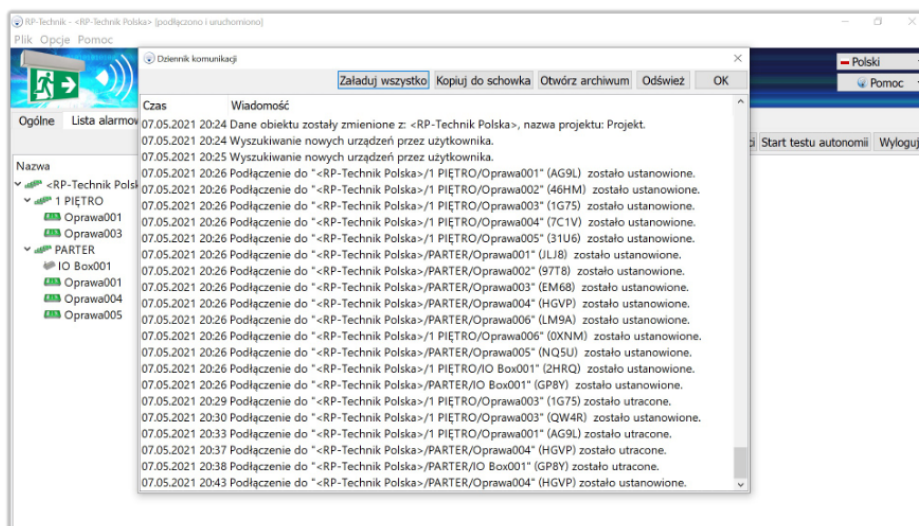 RP-Technik - <RP-Technik Polska> (podłączono i uruchomiono)
Plik Opcje Pomoc
Polski
Pomoc
Ogólne Lista alarmow
Start testu autonomii Wyloguj
Nazwa
<RP-Technik Polsk
1 PIĘTRO
Oprawa001
Oprawa003
PARTER
IO Box001
Oprawa001
Oprawa004
Oprawa005
Dziennik komunikacji
Załaduj wszystko Kopiuj do schowka Otwórz archiwum Odśwież OK
Czas Wiadomość
07.05.2021 20:24 Dane obiektu zostały zmienione z: <RP-Technik Polska>, nazwa projektu: Projekt.
07.05.2021 20:24 Wyszukiwanie nowych urządzeń przez użytkownika.
07.05.2021 20:25 Wyszukiwanie nowych urządzeń przez użytkownika.
07.05.2021 20:26 Podłączenie do "<RP-Technik Polska>/1 PIĘTRO/Oprawa001" (AG9L) zostało ustanowione.
07.05.2021 20:26 Podłączenie do "<RP-Technik Polska>/1 PIĘTRO/Oprawa002" (46HM) zostało ustanowione.
07.05.2021 20:26 Podłączenie do "<RP-Technik Polska>/1 PIĘTRO/Oprawa003" (1G75) zostało ustanowione.
07.05.2021 20:26 Podłączenie do "<RP-Technik Polska>/1 PIĘTRO/Oprawa004" (7C1V) zostało ustanowione.
07.05.2021 20:26 Podłączenie do "<RP-Technik Polska>/1 PIĘTRO/Oprawa005" (31U6) zostało ustanowione.
07.05.2021 20:26 Podłączenie do "<RP-Technik Polska>/PARTER/Oprawa001" (JLJ8) zostało ustanowione.
07.05.2021 20:26 Podłączenie do "<RP-Technik Polska>/PARTER/Oprawa002" (97T8) zostało ustanowione.
07.05.2021 20:26 Podłączenie do "<RP-Technik Polska>/PARTER/Oprawa003" (EM68) zostało ustanowione.
07.05.2021 20:26 Podłączenie do "<RP-Technik Polska>/PARTER/Oprawa004" (HGVP) zostało ustanowione.
07.05.2021 20:26 Podłączenie do "<RP-Technik Polska>/PARTER/Oprawa006" (LM9A) zostało ustanowione.
07.05.2021 20:26 Podłączenie do "<RP-Technik Polska>/1 PIĘTRO/Oprawa006" (0XNM) zostało ustanowione.
07.05.2021 20:26 Podłączenie do "<RP-Technik Polska>/PARTER/Oprawa005" (NQ5U) zostało ustanowione.
07.05.2021 20:26 Podłączenie do "<RP-Technik Polska>/1 PIĘTRO/IO Box001" (2HRQ) zostało ustanowione.
07.05.2021 20:26 Podłączenie do "<RP-Technik Polska>/PARTER/IO Box001" (GP8Y) zostało ustanowione.
07.05.2021 20:29 Podłączenie do "<RP-Technik Polska>/1 PIĘTRO/Oprawa003" (1G75) zostało utracone.
07.05.2021 20:30 Podłączenie do "<RP-Technik Polska>/1 PIĘTRO/Oprawa003" (QW4R) zostało ustanowione.
07.05.2021 20:33 Podłączenie do "<RP-Technik Polska>/1 PIĘTRO/Oprawa001" (AG9L) zostało utracone.
07.05.2021 20:37 Podłączenie do "<RP-Technik Polska>/PARTER/Oprawa004" (HGVP) zostało utracone.
07.05.2021 20:38 Podłączenie do "<RP-Technik Polska>/PARTER/IO Box001" (GP8Y) zostało utracone.
07.05.2021 20:43 Podłączenie do "<RP-Technik Polska>/PARTER/Oprawa004" (HGVP) zostało ustanowione.